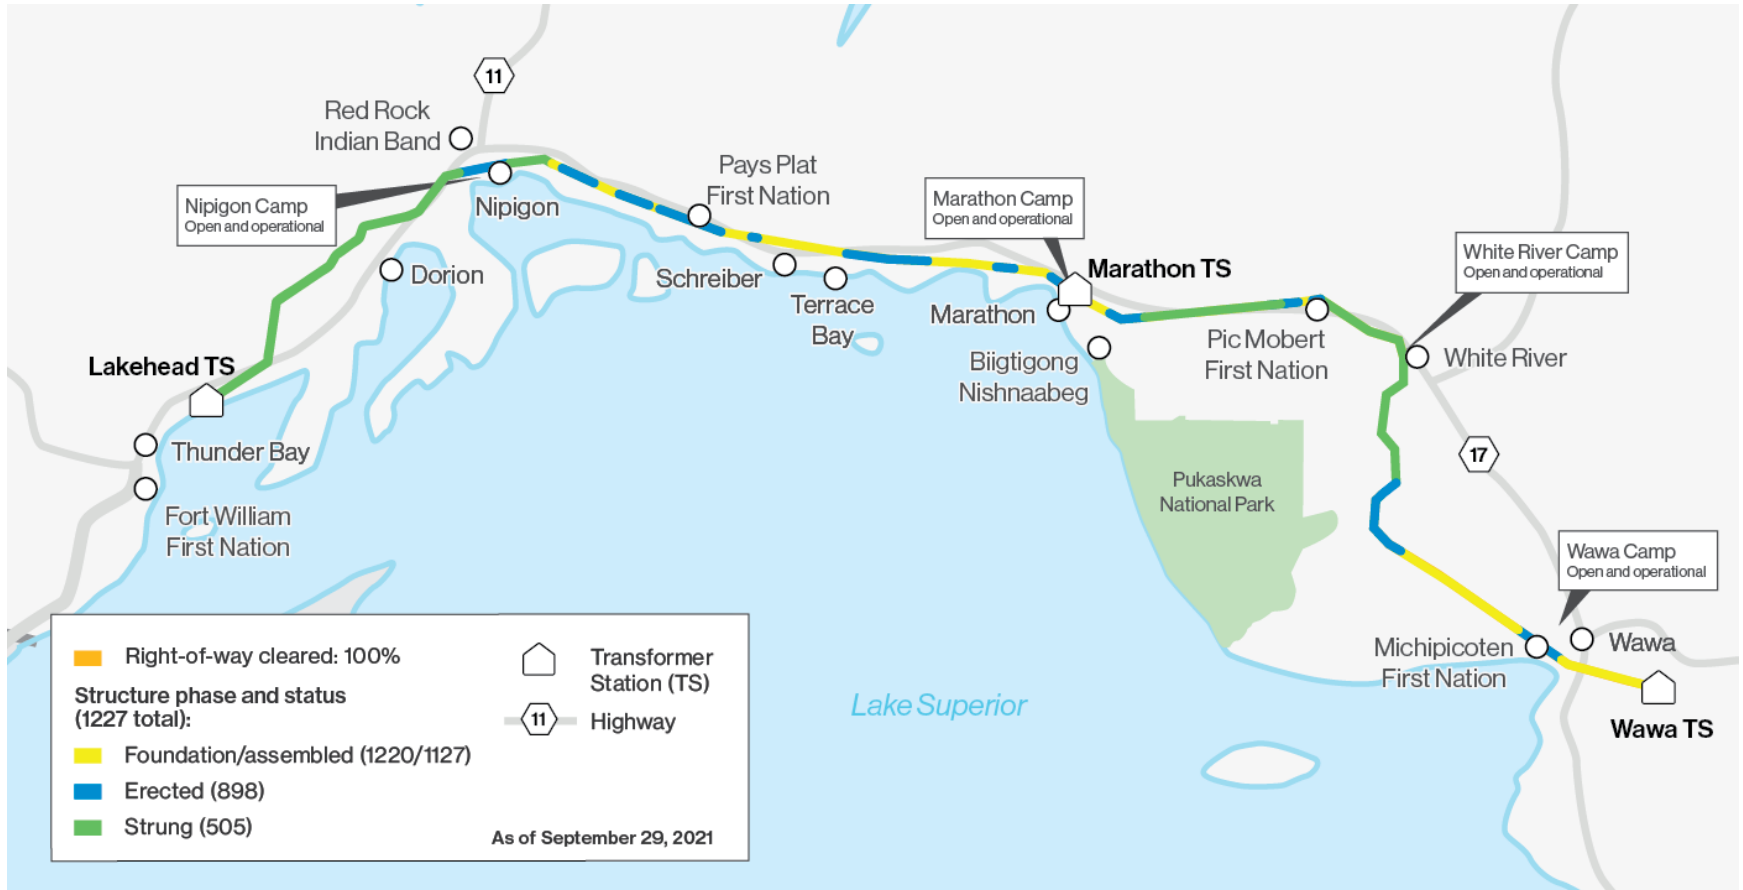 11
Red Rock
Indian Band
Pays Plat
First Nation
Nipigon Camp
Open and operational
Nipigon
Marathon Camp
Open and operational
White River Camp
Open and operational
Dorion
Schreiber
Terrace
Bay
Marathon TS
Marathon
Biigtigong
Nishnaabeg
Pic Mobert
First Nation
White River
Lakehead TS
Thunder Bay
Fort William
First Nation
17
Pukaskwa
National Park
Wawa Camp
Open and operational
Michipicoten
First Nation
Wawa
Wawa TS
Lake Superior
Right-of-way cleared: 100%
Structure phase and status
(1227 total):
Foundation/assembled (1220/1127)
Erected (898)
Strung (505)
Transformer
Station (TS)
11
Highway
As of September 29, 2021